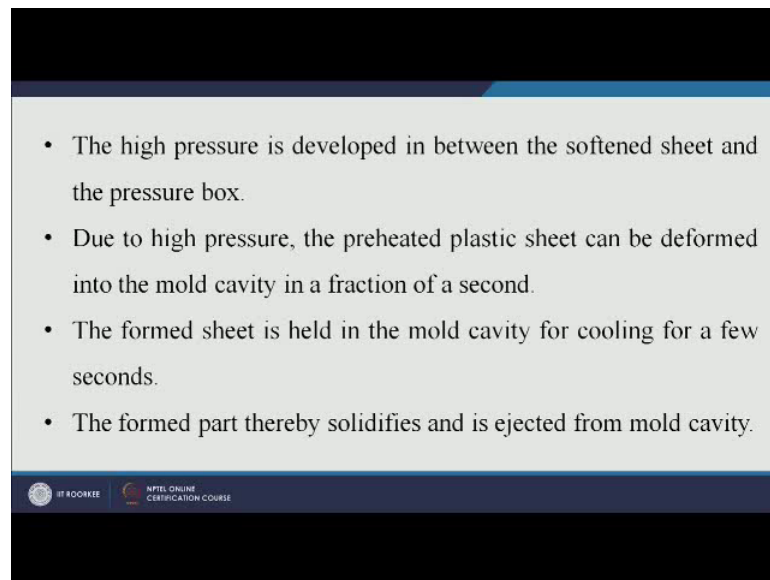 • The high pressure is developed in between the softened sheet and
the pressure box.
• Due to high pressure, the preheated plastic sheet can be deformed
into the mold cavity in a fraction of a second.
• The formed sheet is held in the mold cavity for cooling for a few
seconds.
• The formed part thereby solidifies and is ejected from mold cavity.
IIT ROORKEE
NPTEL ONLINE
CERTIFICATION COURSE